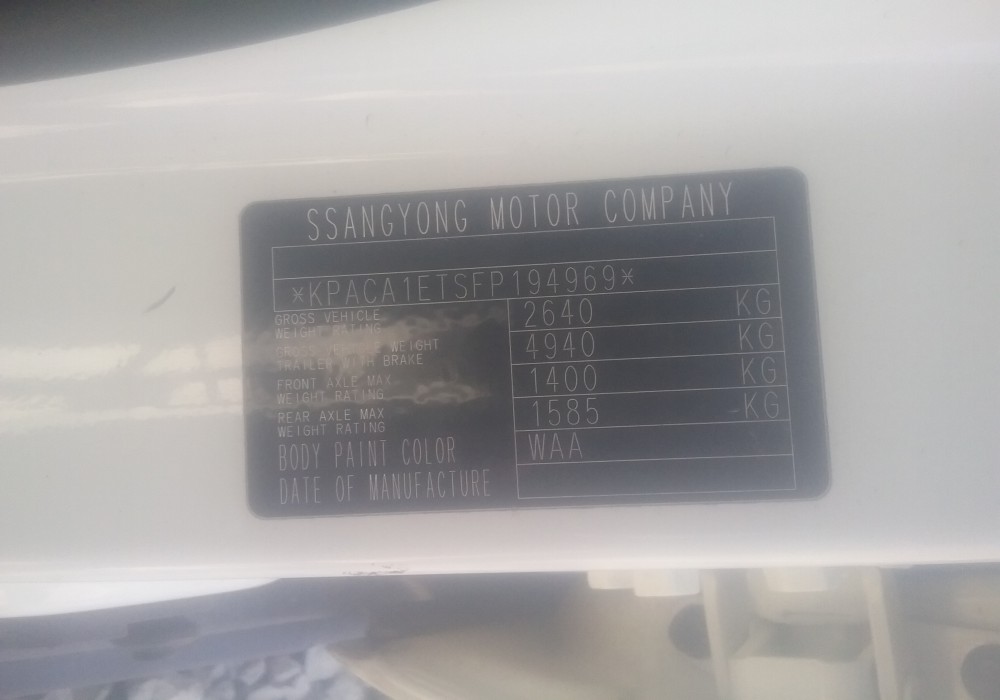 SSANGYONG MOTOR COMPANY
*KPACA1ETSFP194969*
GROSS VEHICLE
WEIGHT RATING
2640 KG
WEIGHT
BRAKE
4940 KG
FRONT AXLE MAX
WEIGHT RATING
1400 KG
REAR AXLE MAX
WEIGHT RATING
1585 KG
BODY PAINT COLOR WAA
DATE OF MANUFACTURE